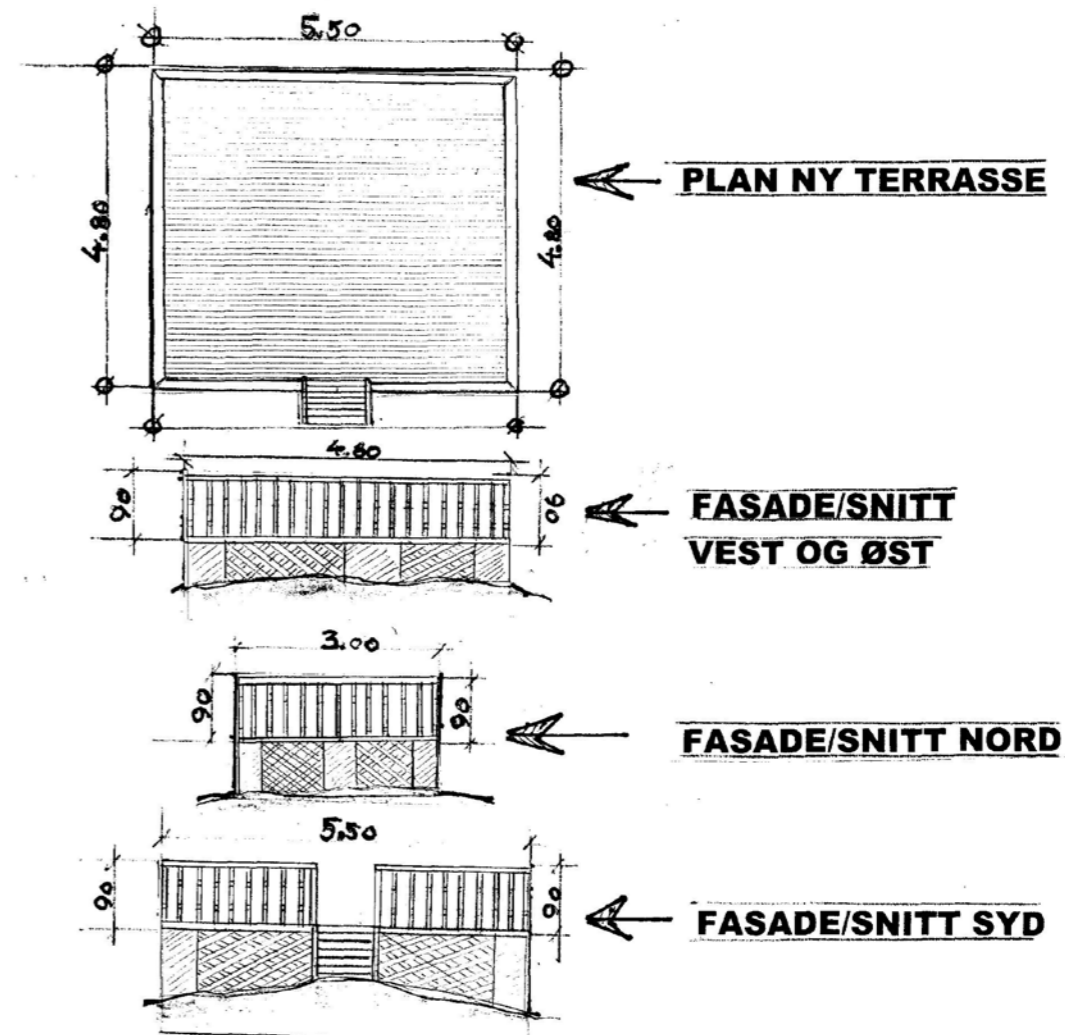 5.50
4.80
4.80
PLAN NY TERRASSE
4.80
90
90
FASADE/SNITT
VEST OG ØST
3.00
90
90
FASADE/SNITT NORD
5.50
90
90
FASADE/SNITT SYD